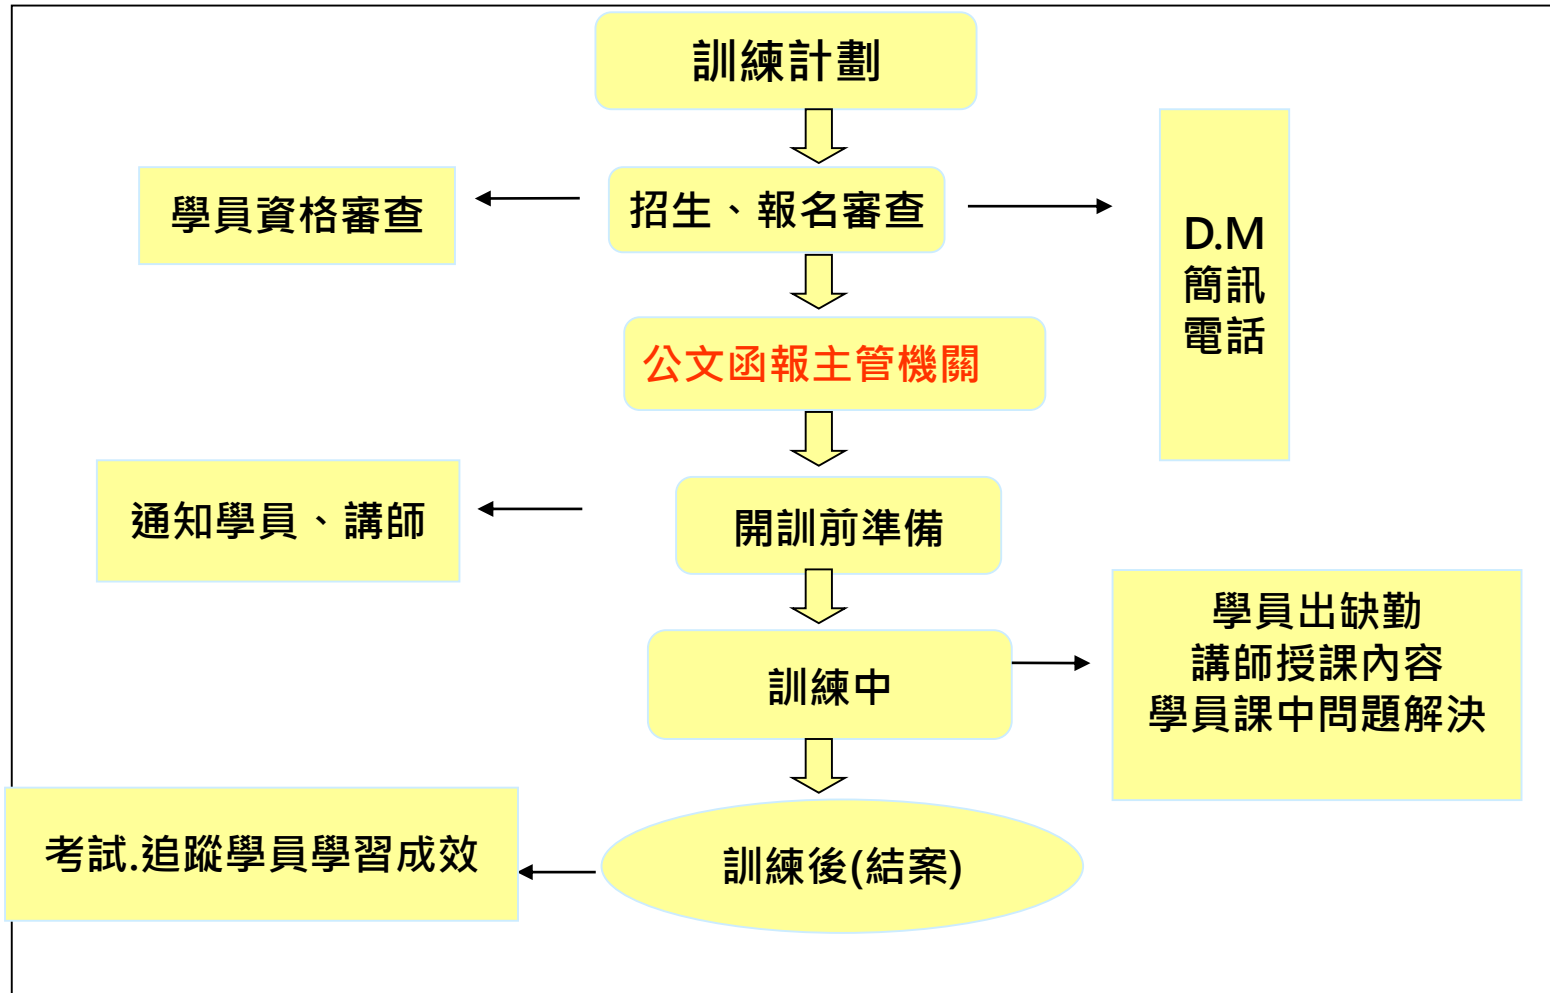 訓練計劃
學員資格審查
招生、報名審查
D.M
簡訊
電話
公文函報主管機關
通知學員、講師
開訓前準備
學員出缺勤
講師授課內容
學員課中問題解決
訓練中
考試.追蹤學員學習成效
訓練後(結案)